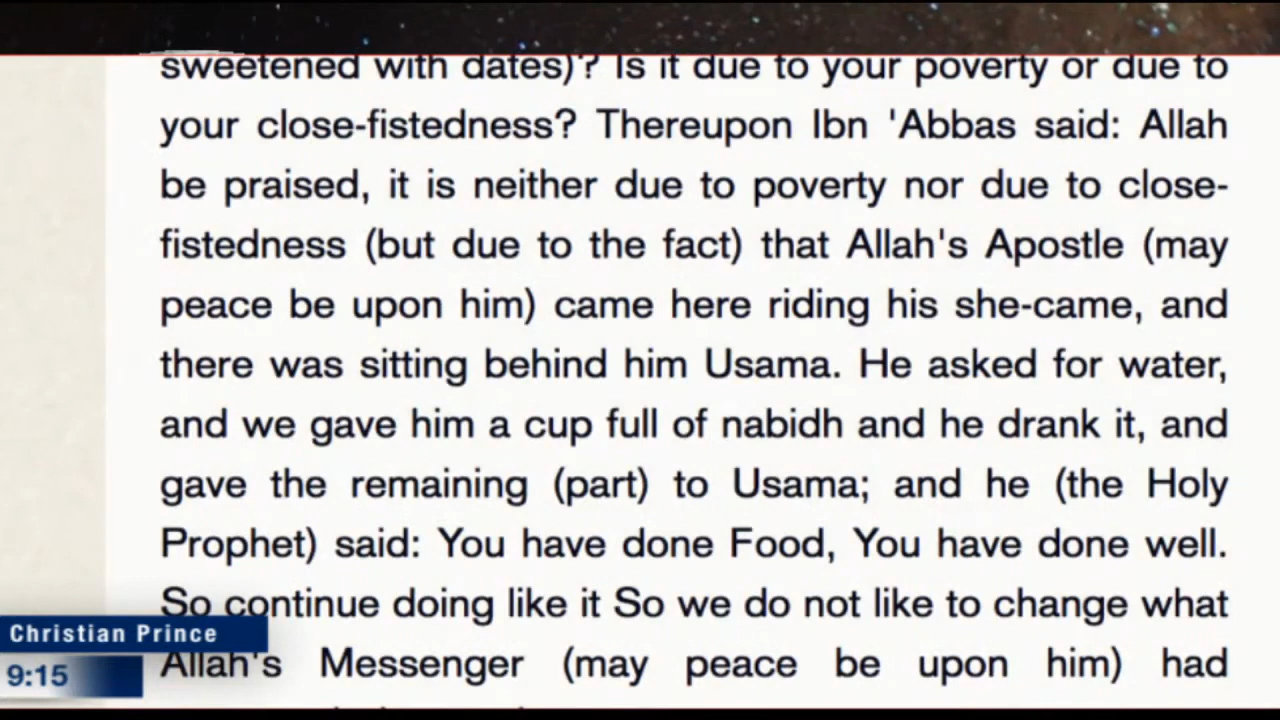 sweetened with dates)? Is it due to your poverty or due to
your close-fistedness? Thereupon Ibn 'Abbas said: Allah
be praised, it is neither due to poverty nor due to close-
fistedness (but due to the fact) that Allah's Apostle (may
peace be upon him) came here riding his she-came, and
there was sitting behind him Usama. He asked for water,
and we gave him a cup full of nabidh and he drank it, and
gave the remaining (part) to Usama; and he (the Holy
Prophet) said: You have done Food, You have done well.
So continue doing like it So we do not like to change what
Allah's Messenger (may peace be upon him) had
Christian Prince
9:15